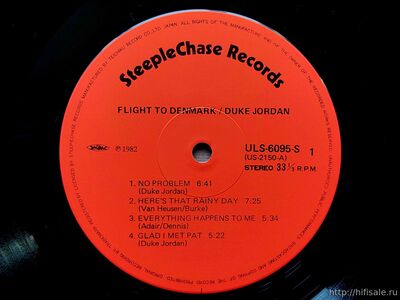 SteepleChase Records
FLIGHT TO DENMARK / DUKE JORDAN
℗ 1982
ULS-6095-S 1
(US-2150-A)
STEREO 33 1/3 R.P.M.
1. NO PROBLEM 6:41
(Duke Jordan)
2. HERE'S THAT RAINY DAY 7:25
(Van Heusen/Burke)
3. EVERYTHING HAPPENS TO ME 5:34
(Adair/Dennis)
4. GLAD I MET PAT 5:22
(Duke Jordan)
http://hifisale.ru